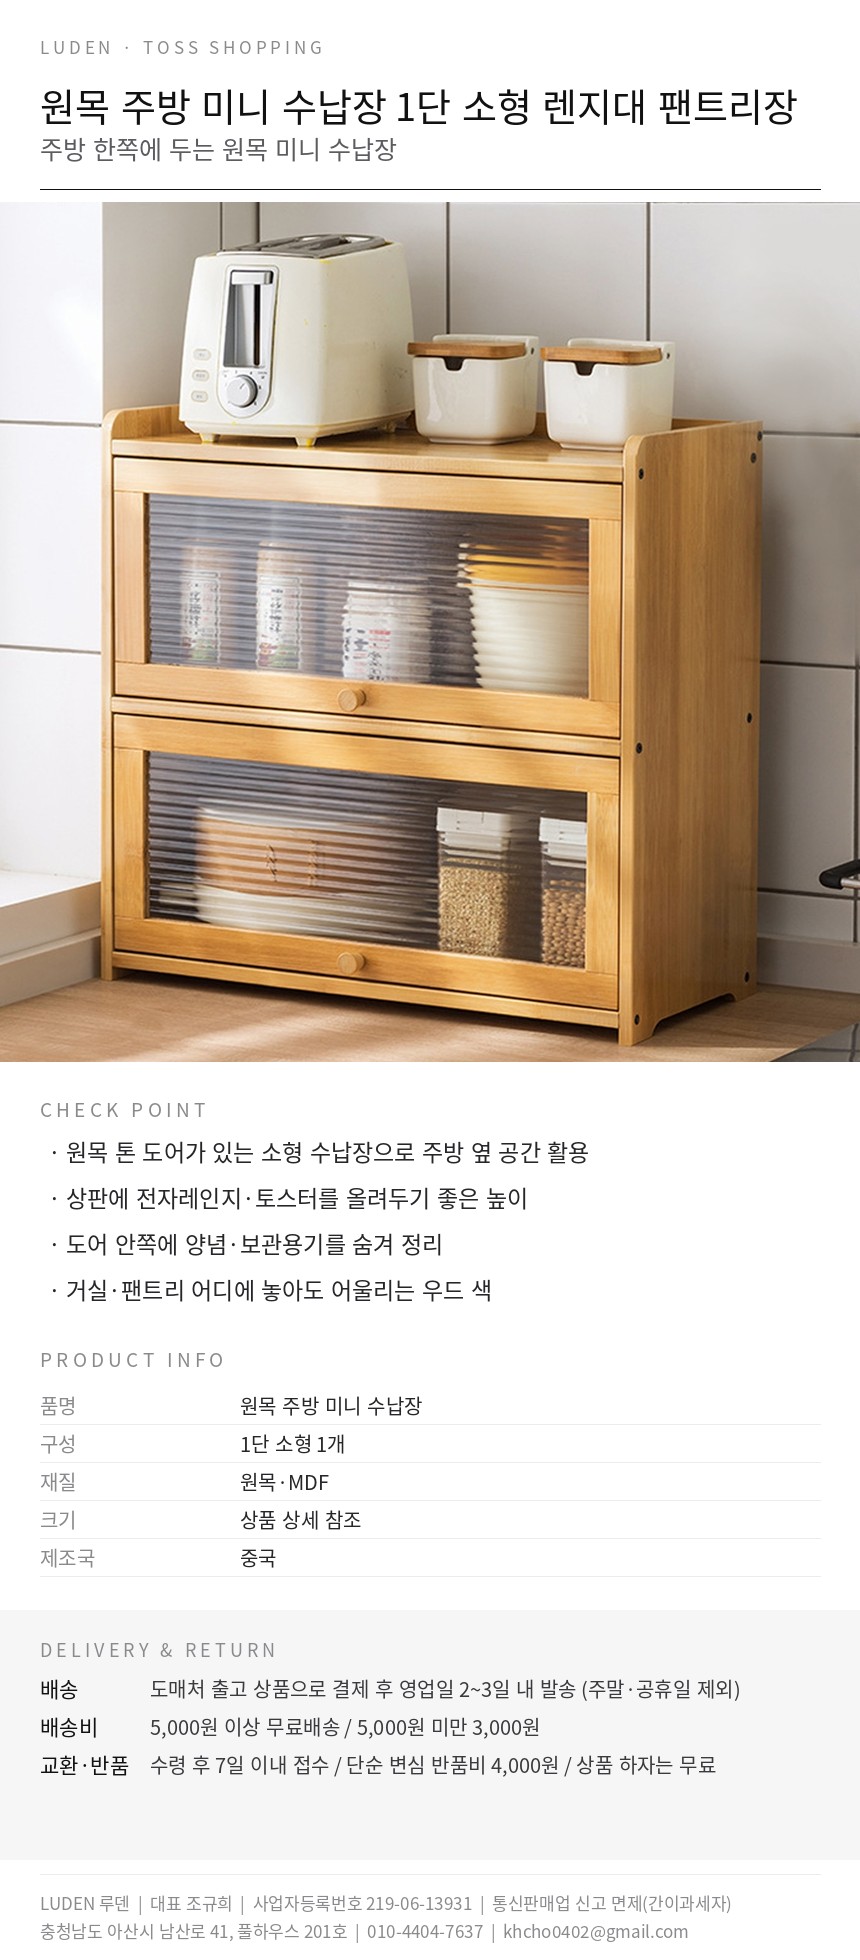 LUDEN · TOSS SHOPPING
원목 주방 미니 수납장 1단 소형 렌지대 팬트리장
주방 한쪽에 두는 원목 미니 수납장
CHECK POINT
· 원목 톤 도어가 있는 소형 수납장으로 주방 옆 공간 활용
· 상판에 전자레인지·토스터를 올려두기 좋은 높이
· 도어 안쪽에 양념·보관용기를 숨겨 정리
· 거실·팬트리 어디에 놓아도 어울리는 우드 색
PRODUCT INFO
품명 원목 주방 미니 수납장
구성 1단 소형 1개
재질 원목·MDF
크기 상품 상세 참조
제조국 중국
DELIVERY & RETURN
배송 도매처 출고 상품으로 결제 후 영업일 2~3일 내 발송 (주말·공휴일 제외)
배송비 5,000원 이상 무료배송 / 5,000원 미만 3,000원
교환·반품 수령 후 7일 이내 접수 / 단순 변심 반품비 4,000원 / 상품 하자는 무료
LUDEN 루덴 | 대표 조규희 | 사업자등록번호 219-06-13931 | 통신판매업 신고 면제(간이과세자)
충청남도 아산시 남산로 41, 풀하우스 201호 | 010-4404-7637 | khcho0402@gmail.com